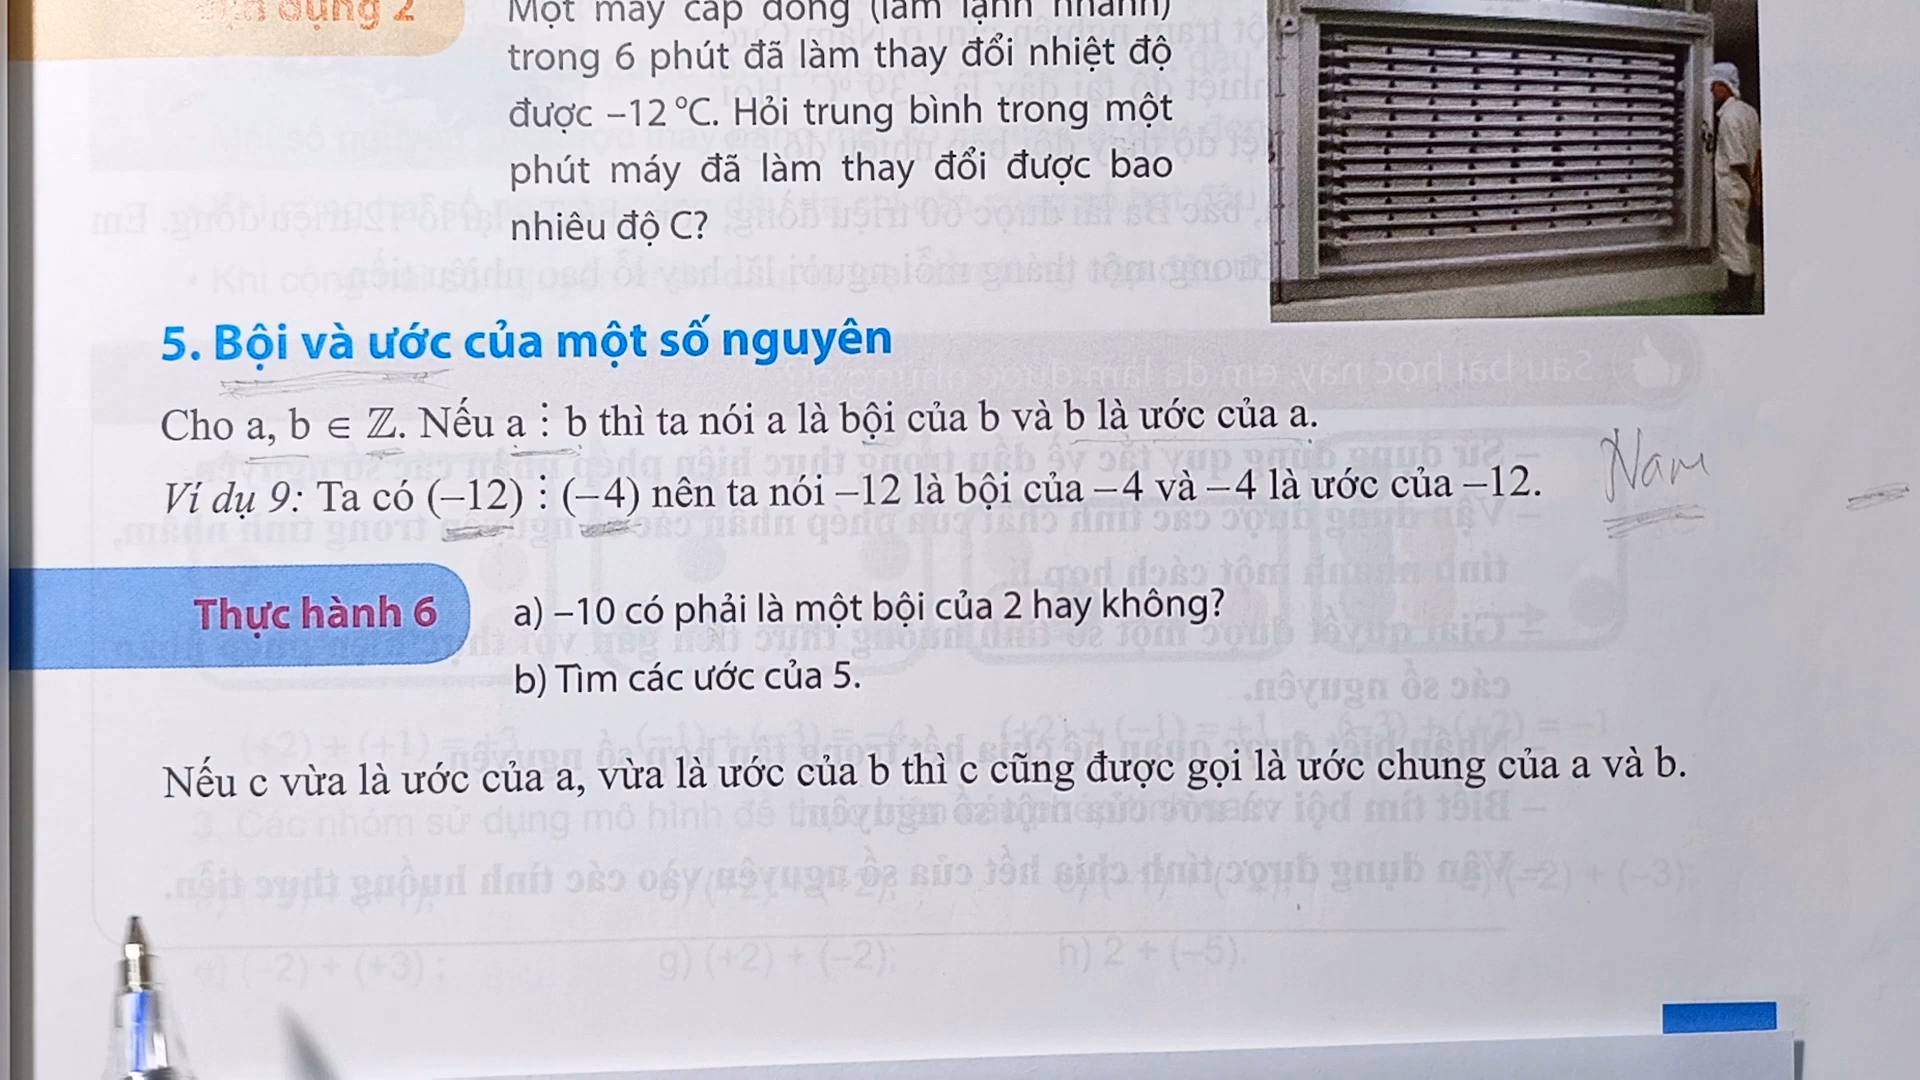 Một máy cấp đông (làm lạnh nhanh)
trong 6 phút đã làm thay đổi nhiệt độ
được −12 °C. Hỏi trung bình trong một
phút máy đã làm thay đổi được bao
nhiêu độ C?
5. Bội và ước của một số nguyên
Cho a, b ∈ ℤ. Nếu a ⋮ b thì ta nói a là bội của b và b là ước của a.
Ví dụ 9: Ta có (−12) ⋮ (−4) nên ta nói −12 là bội của −4 và −4 là ước của −12.
Nam
Thực hành 6
a) −10 có phải là một bội của 2 hay không?
b) Tìm các ước của 5.
Nếu c vừa là ước của a, vừa là ước của b thì c cũng được gọi là ước chung của a và b.